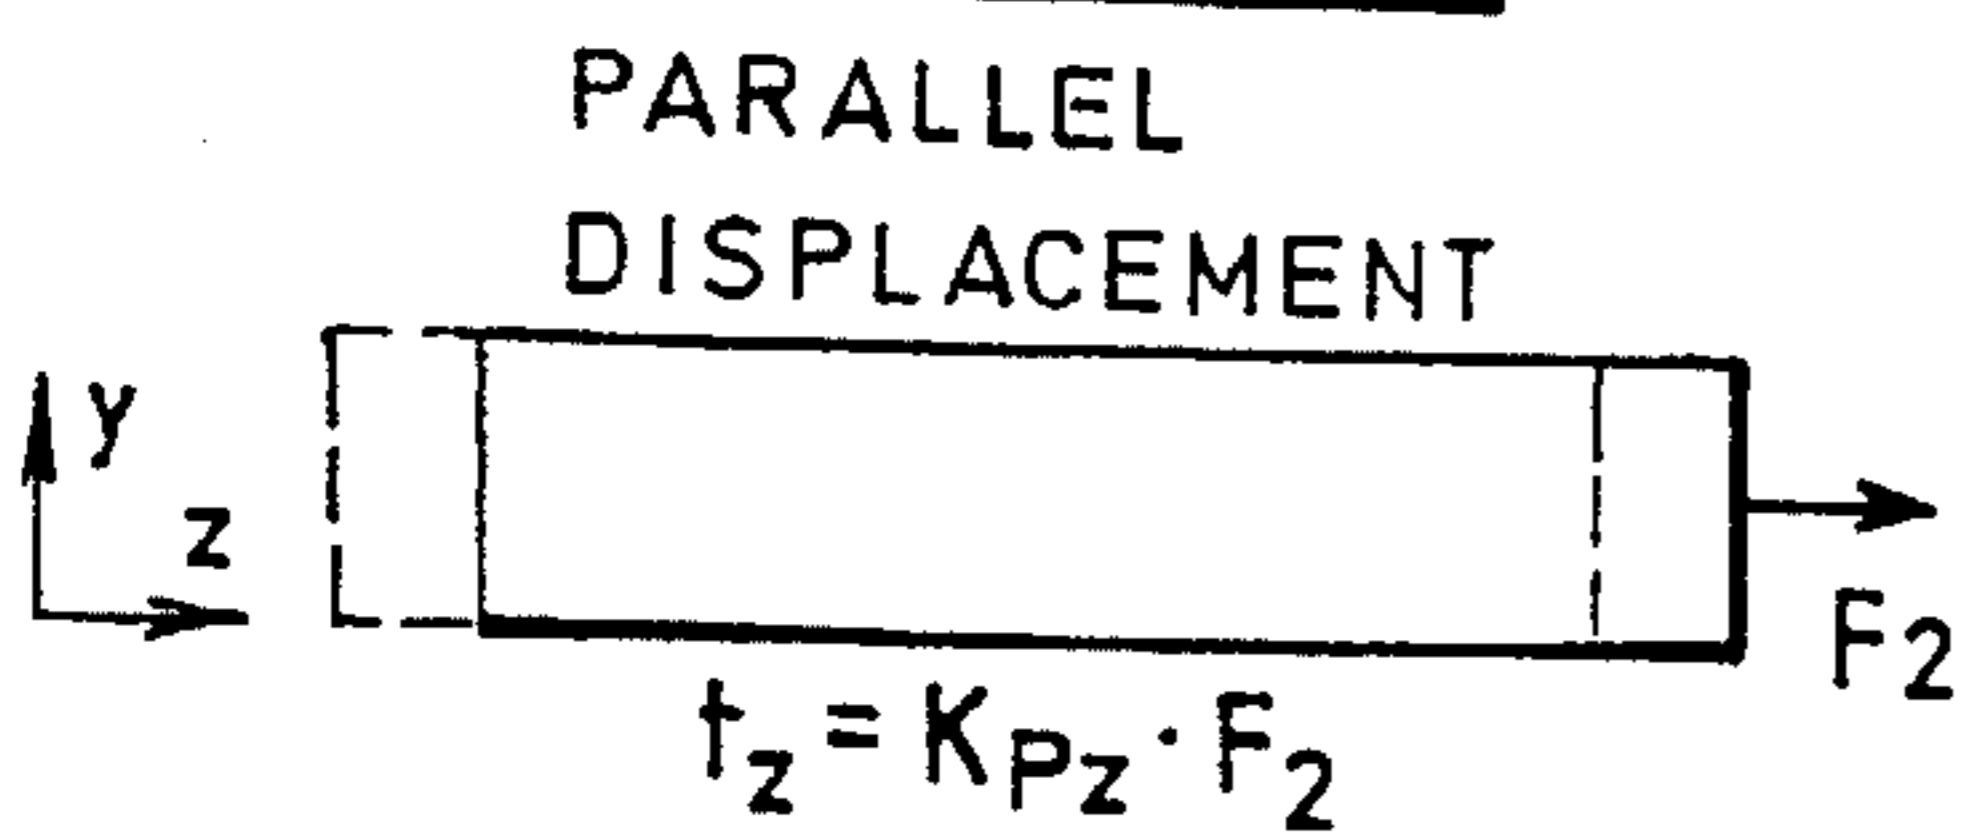 PARALLEL
DISPLACEMENT
y
z
F2
tz = KPz · F2